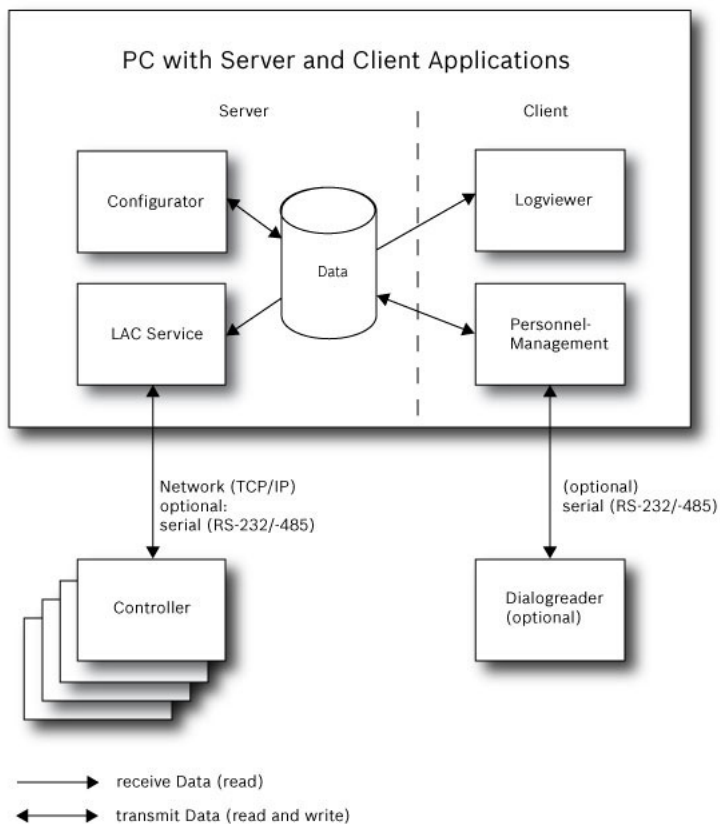 PC with Server and Client Applications
Server
Client
Configurator
Logviewer
Data
LAC Service
Personnel-
Management
Network (TCP/IP)
optional:
serial (RS-232/-485)
(optional)
serial (RS-232/-485)
Controller
Dialogreader
(optional)
receive Data (read)
transmit Data (read and write)